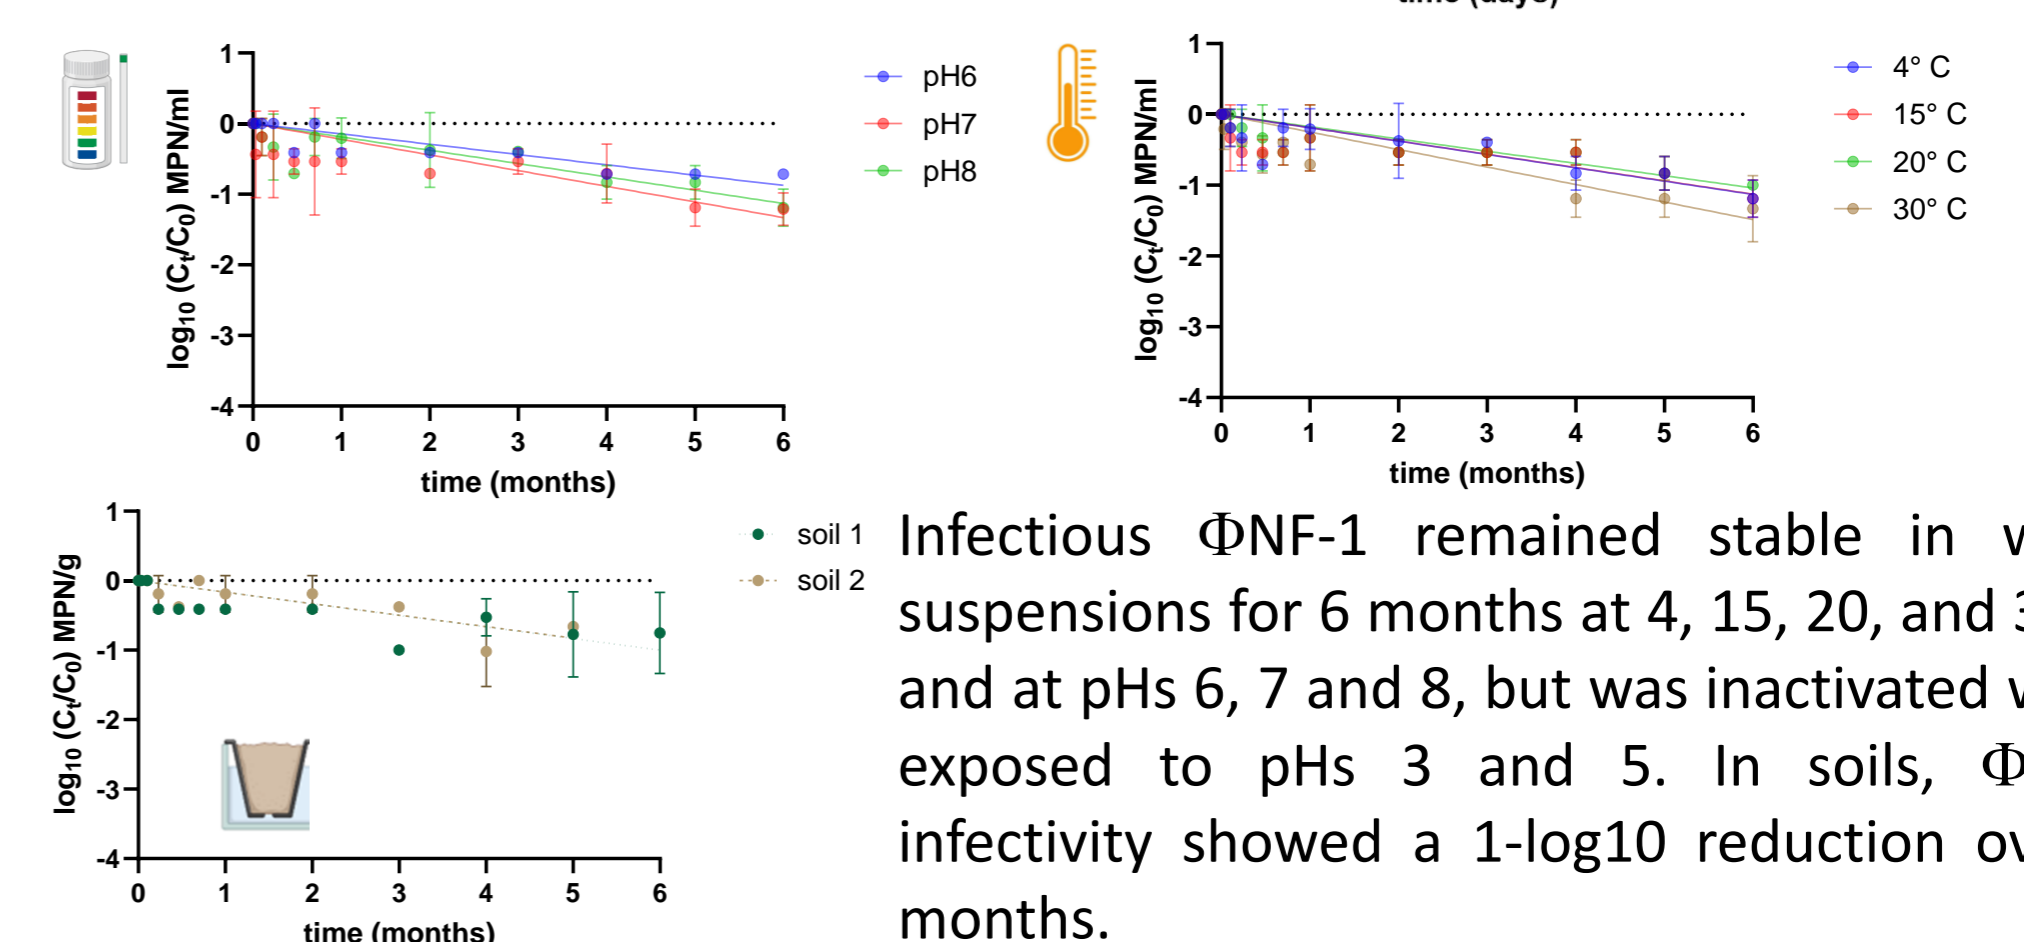 time (days)
1
0
-1
-2
-3
-4
log10 (Ct/C0) MPN/ml
0 1 2 3 4 5 6
time (months)
pH6
pH7
pH8
1
0
-1
-2
-3
-4
log10 (Ct/C0) MPN/ml
0 1 2 3 4 5 6
time (months)
4° C
15° C
20° C
30° C
1
0
-1
-2
-3
-4
log10 (Ct/C0) MPN/g
0 1 2 3 4 5 6
time (months)
soil 1
soil 2
Infectious ΦNF-1 remained stable in
suspensions for 6 months at 4, 15, 20, and
and at pHs 6, 7 and 8, but was inactivated
exposed to pHs 3 and 5. In soils,
infectivity showed a 1-log10 reduction
months.